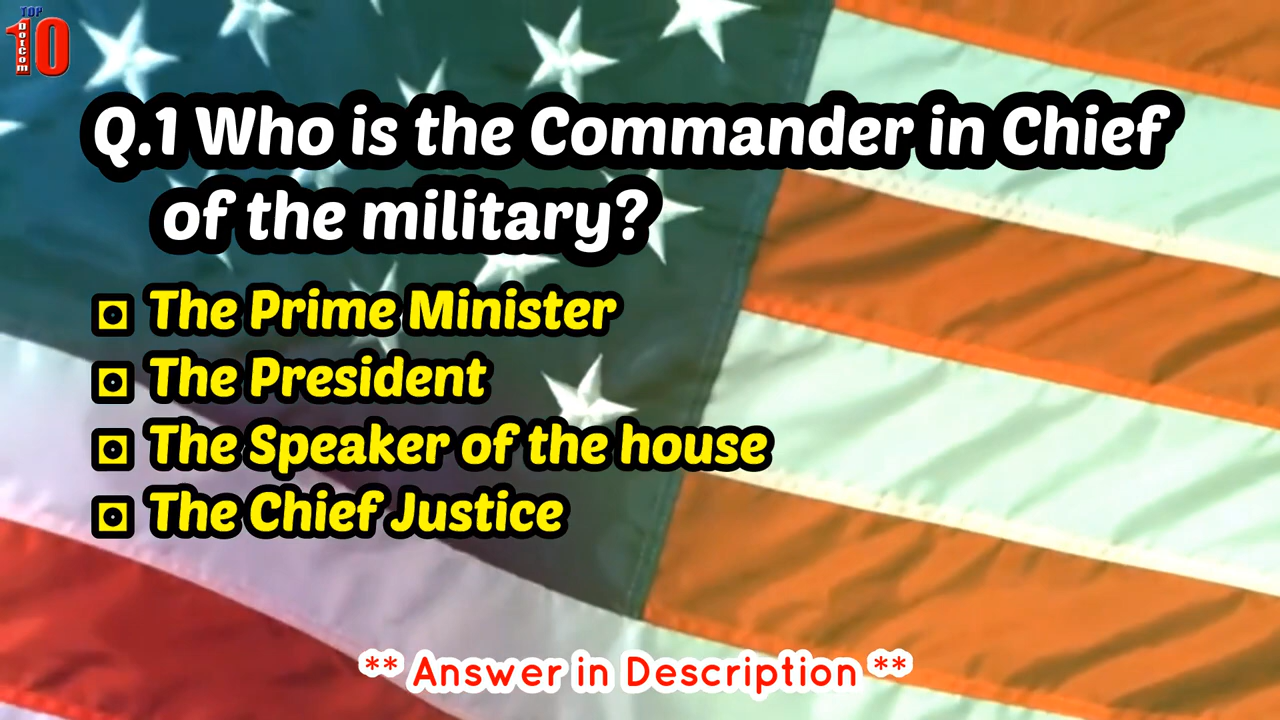 TOP
10
DOTCOM
Q.1 Who is the Commander in Chief
of the military?
The Prime Minister
The President
The Speaker of the house
The Chief Justice
** Answer in Description **